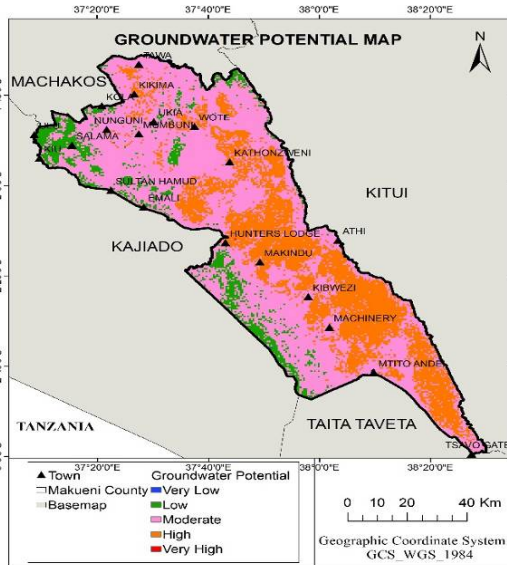 37°20'0"E 37°40'0"E 38°0'0"E 38°20'0"E
GROUNDWATER POTENTIAL MAP
N
TAWA
MACHAKOS
KIKIMA
UKIA
WOTE
NUNGUNI
MUMBUNI
SALAMA
KATHONZWENI
KITUI
SULTAN HAMUD
EMALI
KAJIADO
HUNTERS LODGE
ATHI
MAKINDU
KIBWEZI
MACHINERY
MTITO ANDEI
TAITA TAVETA
TANZANIA
TSAVO GATE
37°20'0"E 37°40'0"E 38°0'0"E 38°20'0"E
Town
Makueni County
Basemap
Groundwater Potential
Very Low
Low
Moderate
High
Very High
0 10 20 40 Km
Geographic Coordinate System
GCS_WGS_1984